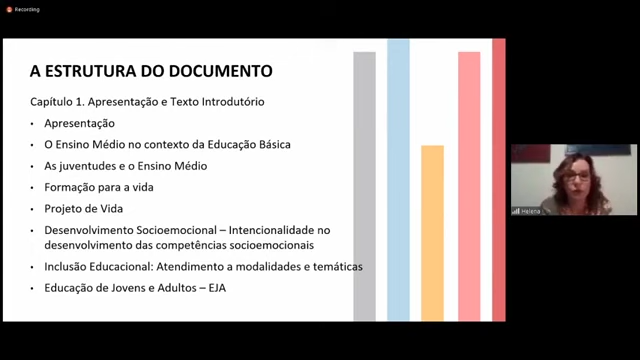 Recording
A ESTRUTURA DO DOCUMENTO
Capítulo 1. Apresentação e Texto Introdutório
• Apresentação
• O Ensino Médio no contexto da Educação Básica
• As juventudes e o Ensino Médio
• Formação para a vida
• Projeto de Vida
• Desenvolvimento Socioemocional – Intencionalidade no
desenvolvimento das competências socioemocionais
• Inclusão Educacional: Atendimento a modalidades e temáticas
• Educação de Jovens e Adultos – EJA
Helena